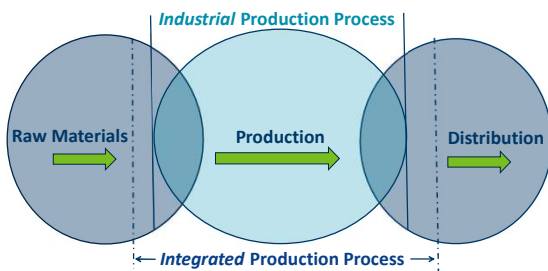 Industrial Production Process
Raw Materials
Production
Distribution
Integrated Production Process